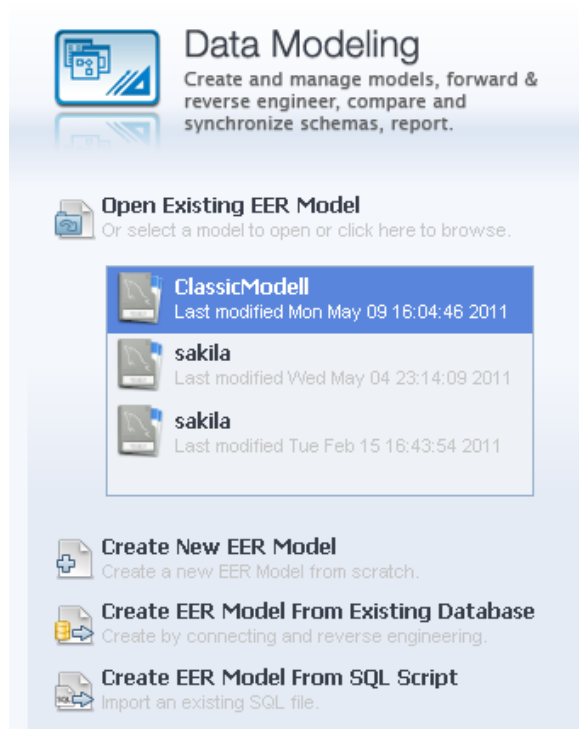 Data Modeling
Create and manage models, forward &
reverse engineer, compare and
synchronize schemas, report.
Open Existing EER Model
Or select a model to open or click here to browse.
ClassicModell
Last modified Mon May 09 16:04:46 2011
sakila
Last modified Wed May 04 23:14:09 2011
sakila
Last modified Tue Feb 15 16:43:54 2011
Create New EER Model
Create a new EER Model from scratch.
Create EER Model From Existing Database
Create by connecting and reverse engineering.
Create EER Model From SQL Script
SQL
Import an existing SQL file.